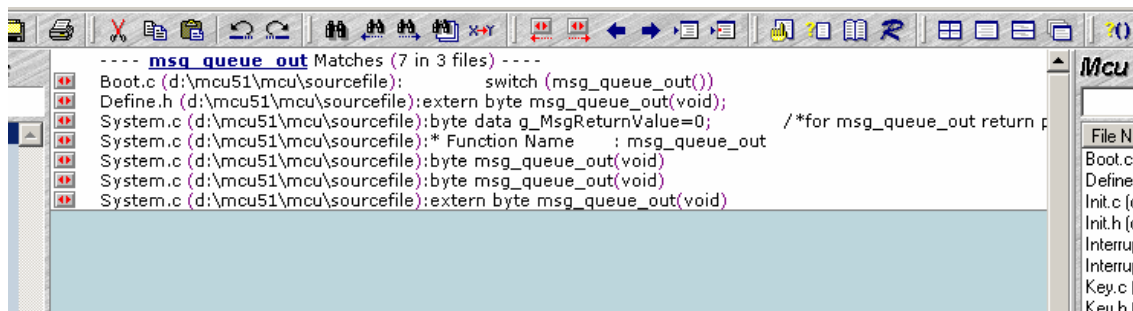 ---- msg_queue_out Matches (7 in 3 files) ----
Boot.c (d:\mcu51\mcu\sourcefile): switch (msg_queue_out())
Define.h (d:\mcu51\mcu\sourcefile):extern byte msg_queue_out(void);
System.c (d:\mcu51\mcu\sourcefile):byte data g_MsgReturnValue=0; /*for msg_queue_out return
System.c (d:\mcu51\mcu\sourcefile):* Function Name : msg_queue_out
System.c (d:\mcu51\mcu\sourcefile):byte msg_queue_out(void)
System.c (d:\mcu51\mcu\sourcefile):byte msg_queue_out(void)
System.c (d:\mcu51\mcu\sourcefile):extern byte msg_queue_out(void)
Mcu
File N
Boot.c
Define
Init.c (
Init.h (
Interru
Interru
Key.c
Key.h